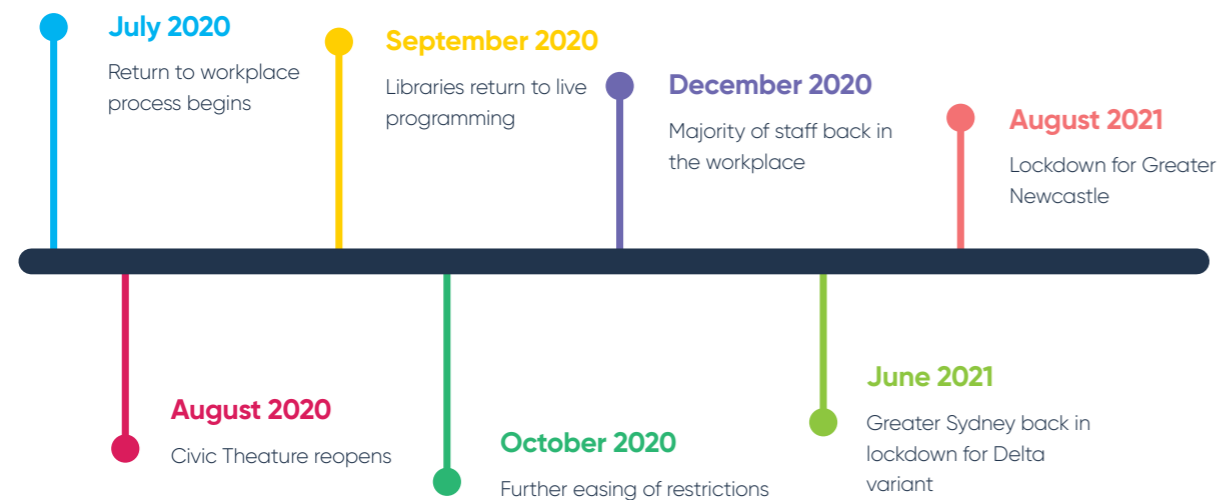 July 2020
Return to workplace
process begins
August 2020
Civic Theature reopens
September 2020
Libraries return to live
programming
October 2020
Further easing of restrictions
December 2020
Majority of staff back in
the workplace
June 2021
Greater Sydney back in
lockdown for Delta
variant
August 2021
Lockdown for Greater
Newcastle